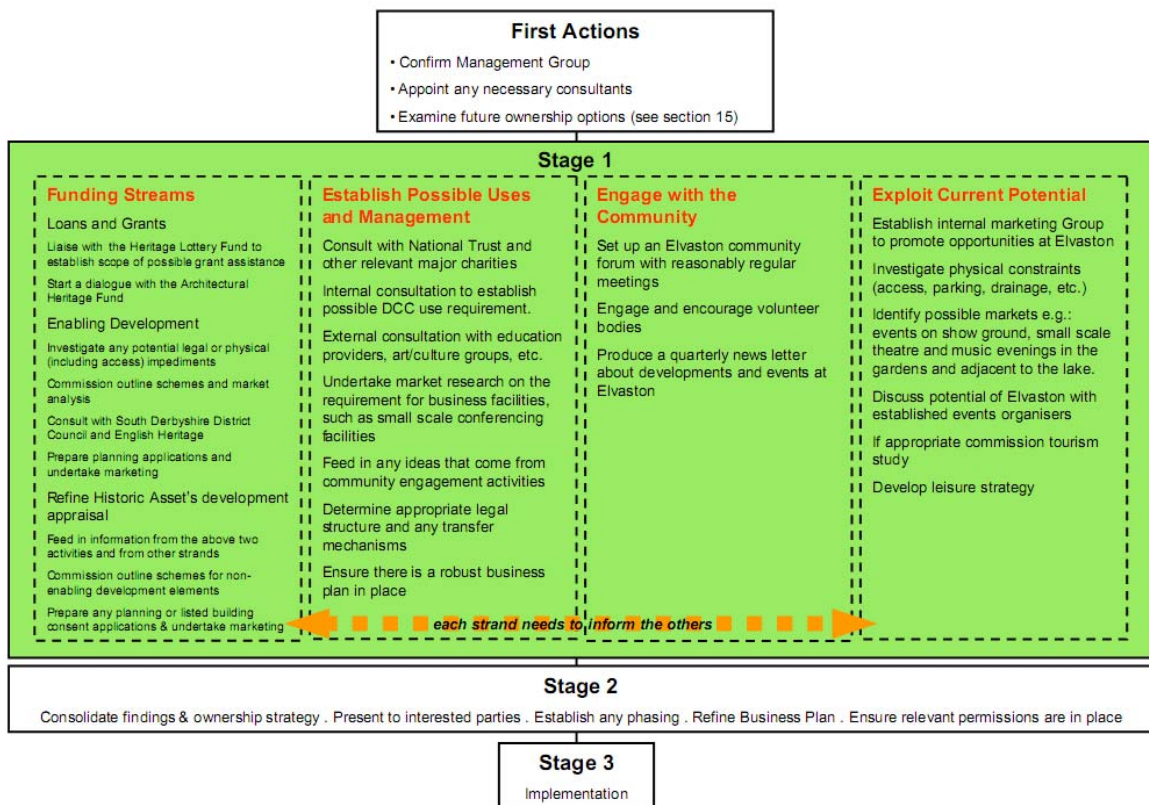 First Actions
• Confirm Management Group
• Appoint any necessary consultants
• Examine future ownership options (see section 15)
Stage 1
Funding Streams
Loans and Grants
Liaise with the Heritage Lottery Fund to
establish scope of possible grant assistance
Start a dialogue with the Architectural
Heritage Fund
Enabling Development
Investigate any potential legal or physical
(including access) impediments
Commission outline schemes and market
analysis
Consult with South Derbyshire District
Council and English Heritage
Prepare planning applications and
undertake marketing
Refine Historic Asset's development
appraisal
Feed in information from the above two
activities and from other strands
Commission outline schemes for non-
enabling development elements
Prepare any planning or listed building
consent applications & undertake marketing
Establish Possible Uses
and Management
Consult with National Trust and
other relevant major charities
Internal consultation to establish
possible DCC use requirement.
External consultation with education
providers, art/culture groups, etc.
Undertake market research on the
requirement for business facilities,
such as small scale conferencing
facilities
Feed in any ideas that come from
community engagement activities
Determine appropriate legal
structure and any transfer
mechanisms
Ensure there is a robust business
plan in place
Engage with the
Community
Set up an Elvaston community
forum with reasonably regular
meetings
Engage and encourage volunteer
bodies
Produce a quarterly news letter
about developments and events at
Elvaston
Exploit Current Potential
Establish internal marketing Group
to promote opportunities at Elvaston
Investigate physical constraints
(access, parking, drainage, etc.)
Identify possible markets e.g.:
events on show ground, small scale
theatre and music evenings in the
gardens and adjacent to the lake.
Discuss potential of Elvaston with
established events organisers
If appropriate commission tourism
study
Develop leisure strategy
each strand needs to inform the others
Stage 2
Consolidate findings & ownership strategy . Present to interested parties . Establish any phasing . Refine Business Plan . Ensure relevant permissions are in place
Stage 3
Implementation